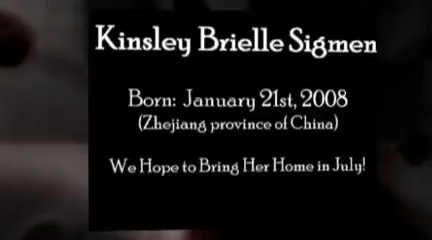 Kinsley Brielle Sigmen
Born: January 21st, 2008
(Zhejiang province of China)
We Hope to Bring Her Home in July!